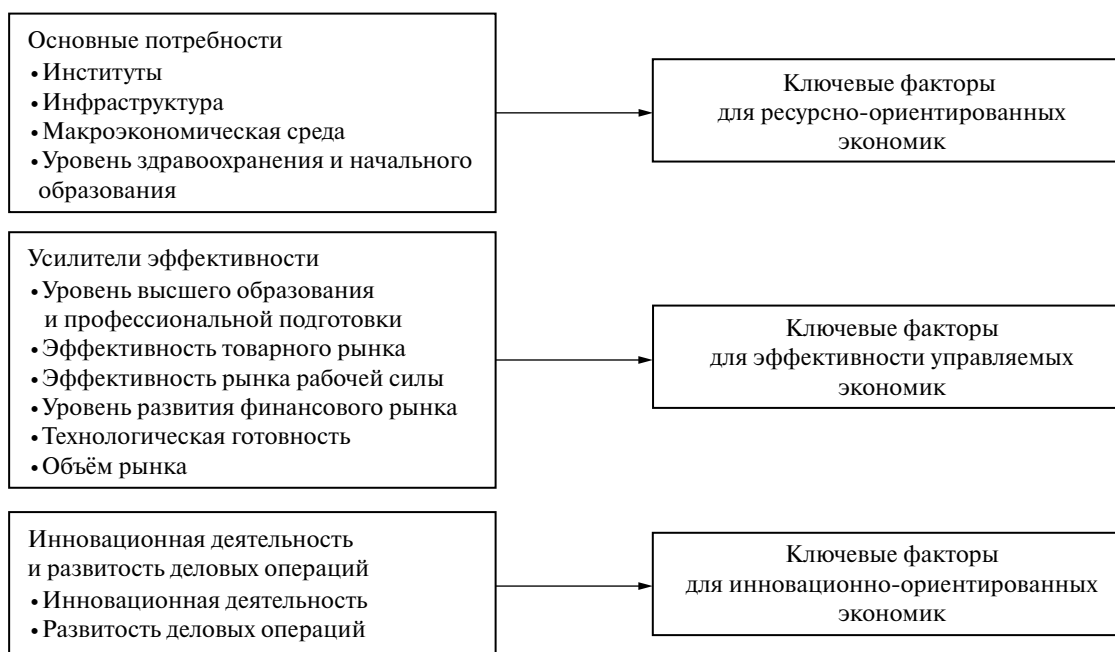 Основные потребности
• Институты
• Инфраструктура
• Макроэкономическая среда
• Уровень здравоохранения и начального
образования
Ключевые факторы
для ресурсно-ориентированных
экономик
Усилители эффективности
• Уровень высшего образования
и профессиональной подготовки
• Эффективность товарного рынка
• Эффективность рынка рабочей силы
• Уровень развития финансового рынка
• Технологическая готовность
• Объём рынка
Ключевые факторы
для эффективности управляемых
экономик
Инновационная деятельность
и развитость деловых операций
• Инновационная деятельность
• Развитость деловых операций
Ключевые факторы
для инновационно-ориентированных
экономик